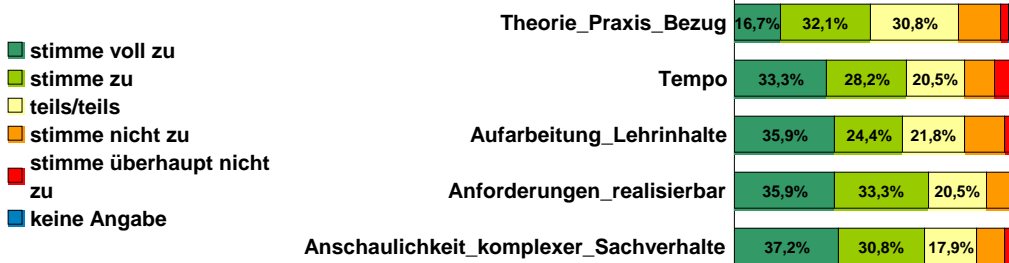 stimme voll zu
stimme zu
teils/teils
stimme nicht zu
stimme überhaupt nicht
zu
keine Angabe
Theorie_Praxis_Bezug 16,7% 32,1% 30,8%
Tempo 33,3% 28,2% 20,5%
Aufarbeitung_Lehrinhalte 35,9% 24,4% 21,8%
Anforderungen_realisierbar 35,9% 33,3% 20,5%
Anschaulichkeit_komplexer_Sachverhalte 37,2% 30,8% 17,9%